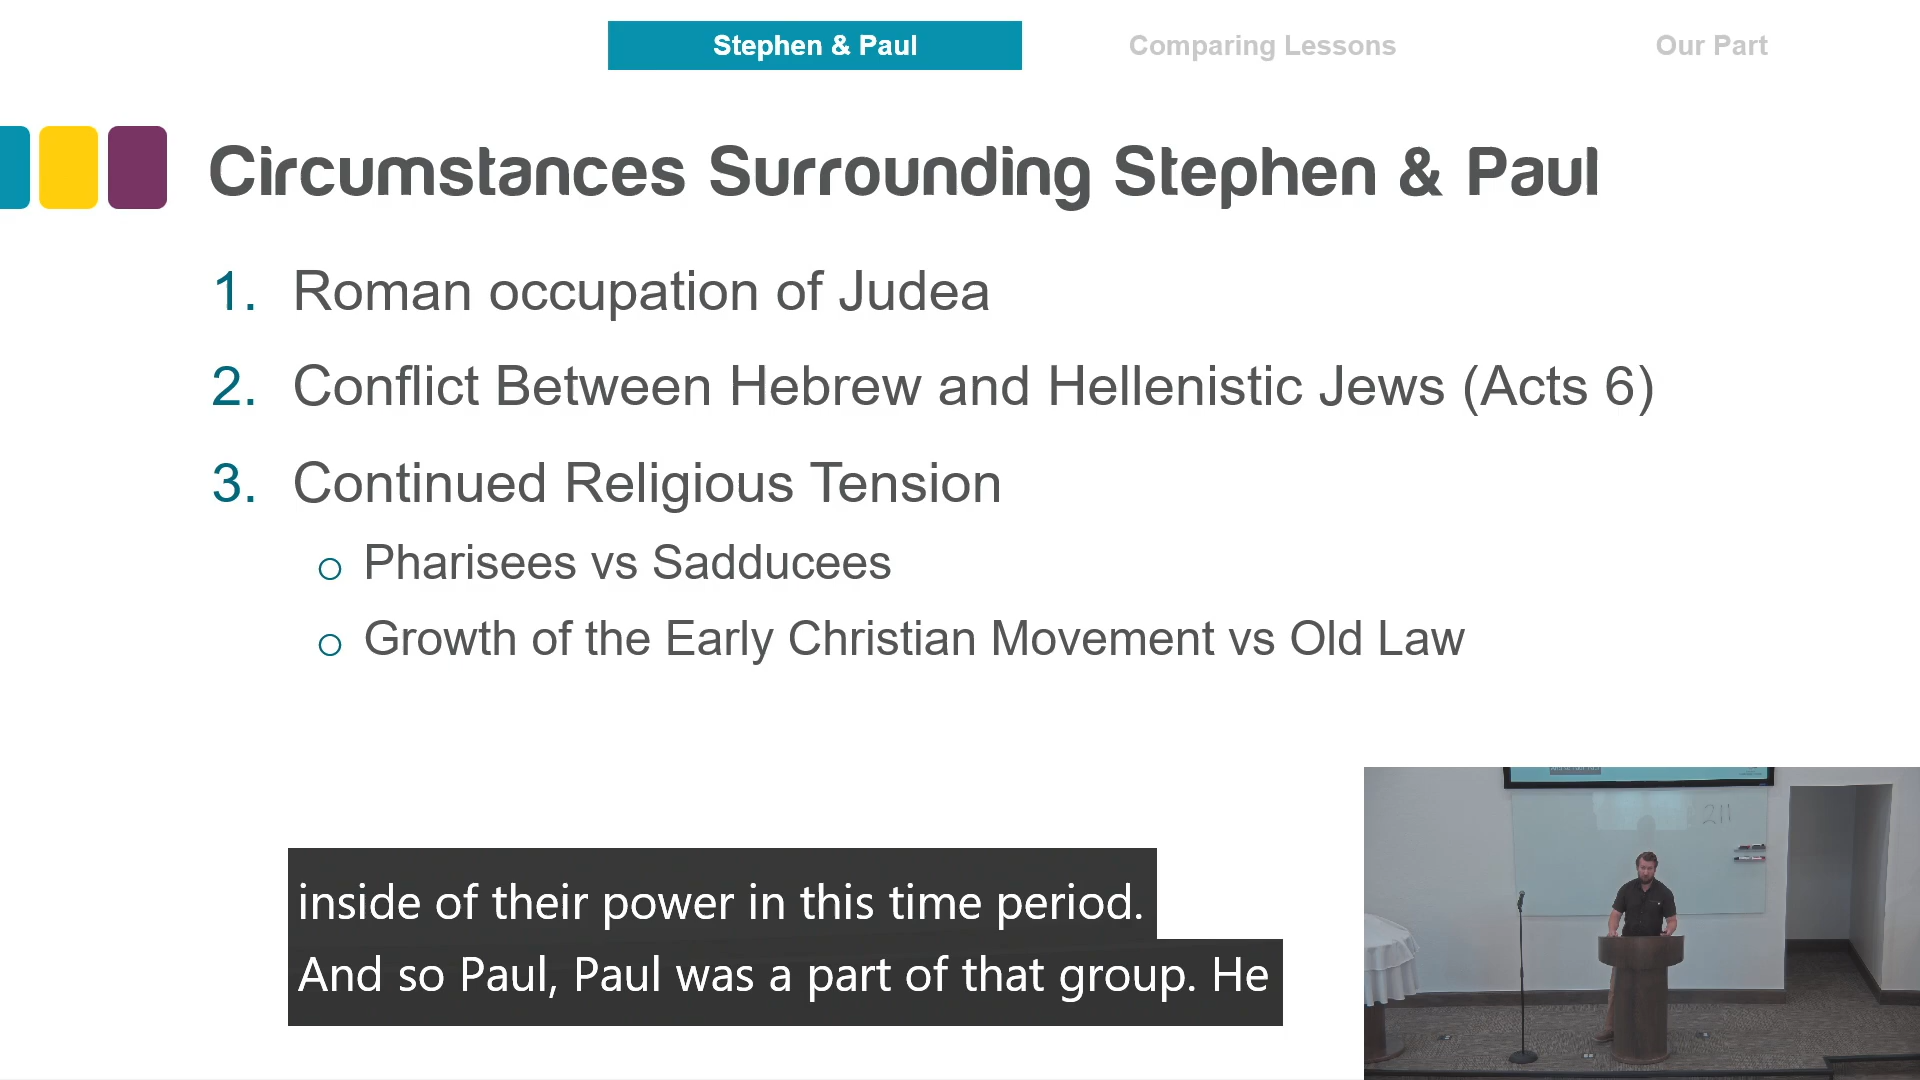 Stephen & Paul
Comparing Lessons
Our Part
Circumstances Surrounding Stephen & Paul
1. Roman occupation of Judea
2. Conflict Between Hebrew and Hellenistic Jews (Acts 6)
3. Continued Religious Tension
o Pharisees vs Sadducees
o Growth of the Early Christian Movement vs Old Law
211
inside of their power in this time period.
And so Paul, Paul was a part of that group. He